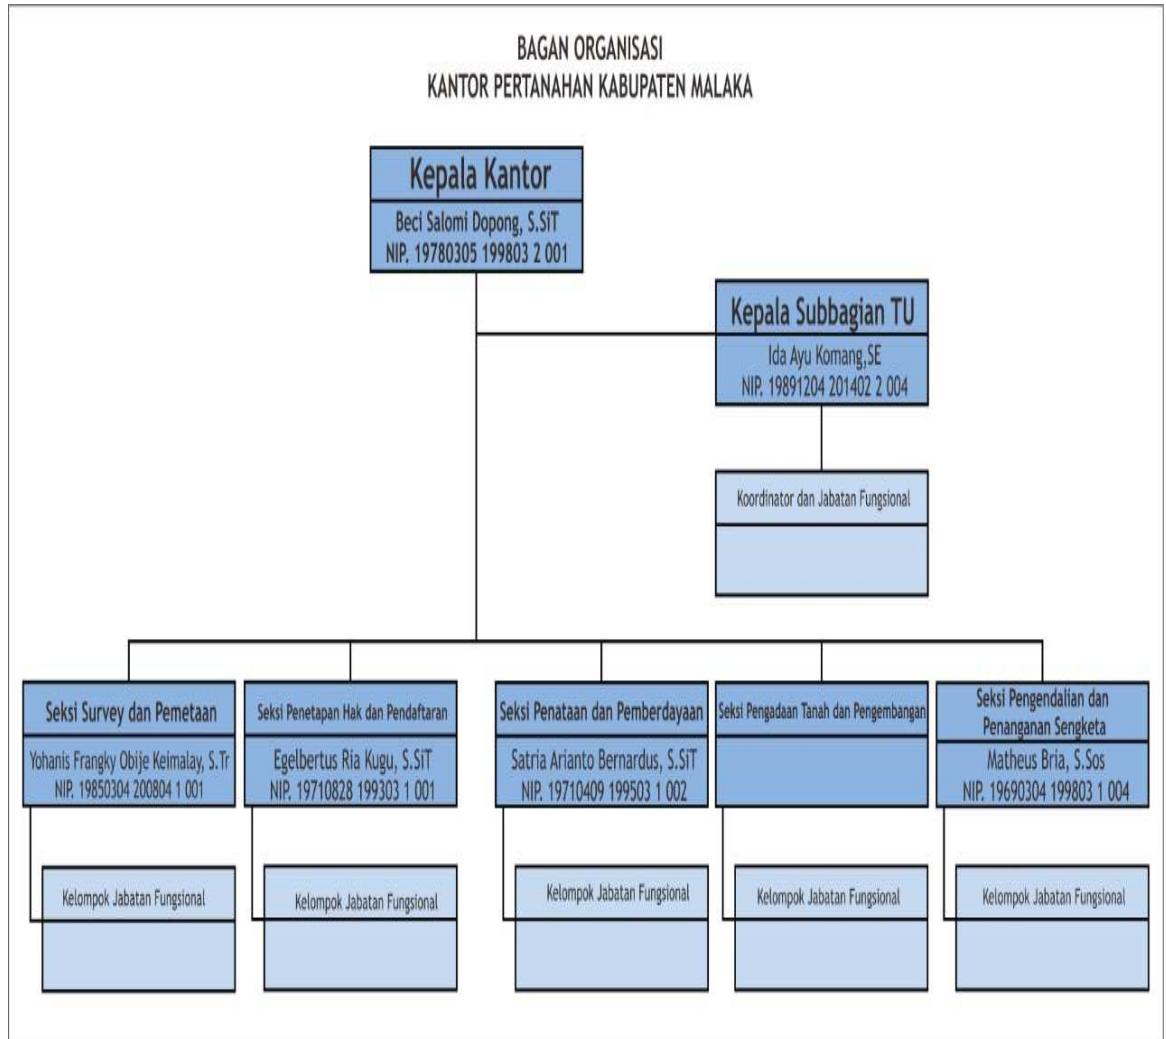 BAGAN ORGANISASI
KANTOR PERTANAHAN KABUPATEN MALAKA
Kepala Kantor
Beci Salomi Dopong, S.SiT
NIP. 19780305 199803 2 001
Kepala Subbagian TU
Ida Ayu Komang,SE
NIP. 19891204 201402 2 004
Koordinator dan Jabatan Fungsional
Seksi Survey dan Pemetaan
Yohanis Frangky Obije Keimalay, S.Tr
NIP. 19850304 200804 1 001
Seksi Penetapan Hak dan Pendaftaran
Egelbertus Ria Kugu, S.SiT
NIP. 19710828 199303 1 001
Seksi Penataan dan Pemberdayaan
Satria Arianto Bernardus, S.SiT
NIP. 19710409 199503 1 002
Seksi Pengadaan Tanah dan Pengembangan
Seksi Pengendalian dan
Penanganan Sengketa
Matheus Bria, S.Sos
NIP. 19690304 199803 1 004
Kelompok Jabatan Fungsional
Kelompok Jabatan Fungsional
Kelompok Jabatan Fungsional
Kelompok Jabatan Fungsional
Kelompok Jabatan Fungsional